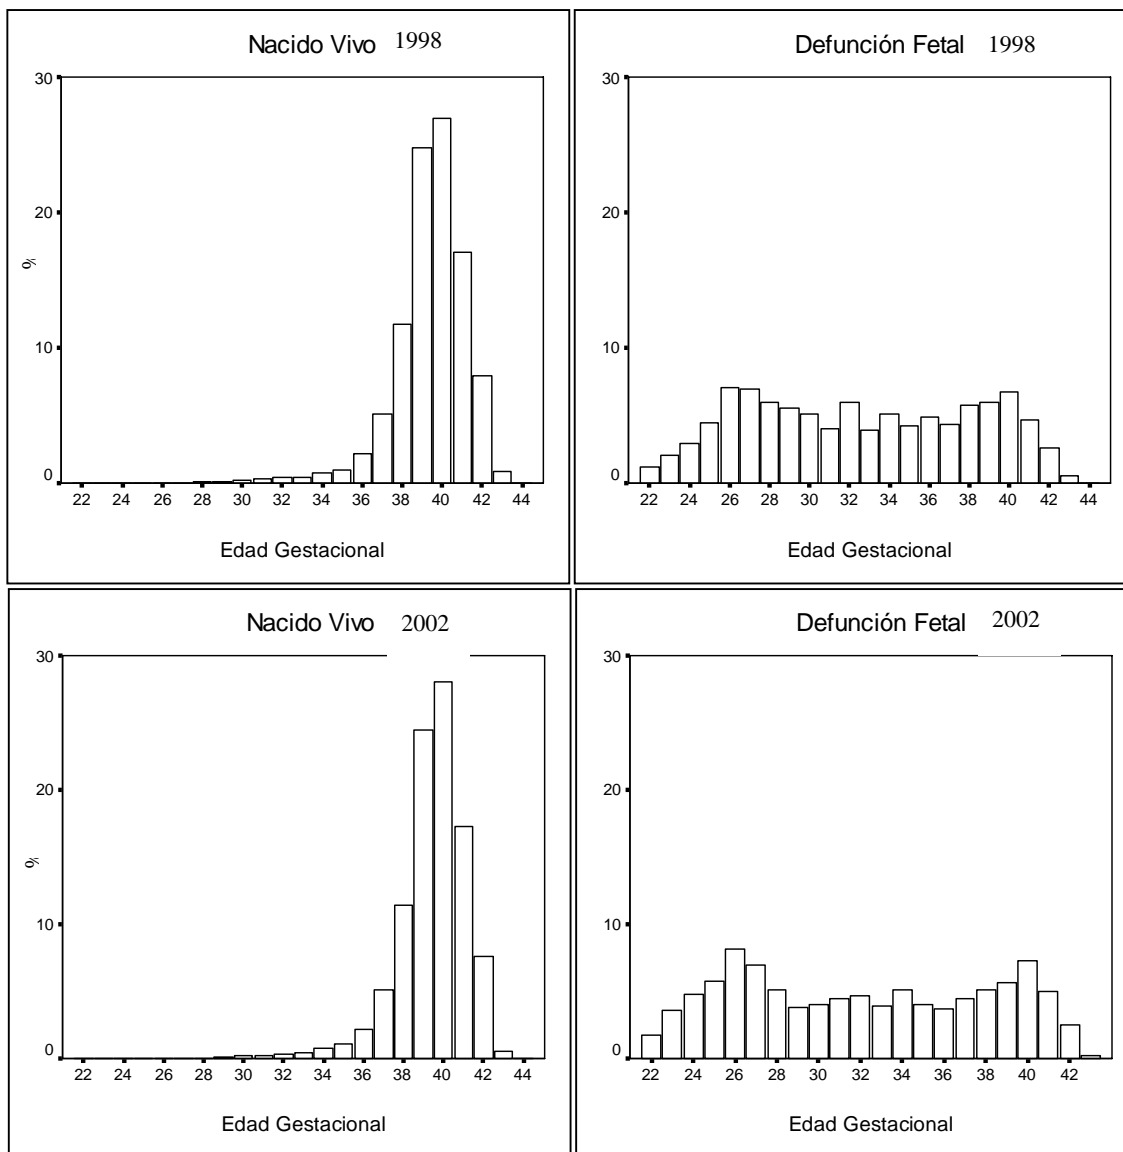 Nacido Vivo 1998
30
20
%
10
0
22 24 26 28 30 32 34 36 38 40 42 44
Edad Gestacional
Defunción Fetal 1998
30
20
10
0
22 24 26 28 30 32 34 36 38 40 42 44
Edad Gestacional
Nacido Vivo 2002
30
20
%
10
0
22 24 26 28 30 32 34 36 38 40 42 44
Edad Gestacional
Defunción Fetal 2002
30
20
10
0
22 24 26 28 30 32 34 36 38 40 42
Edad Gestacional